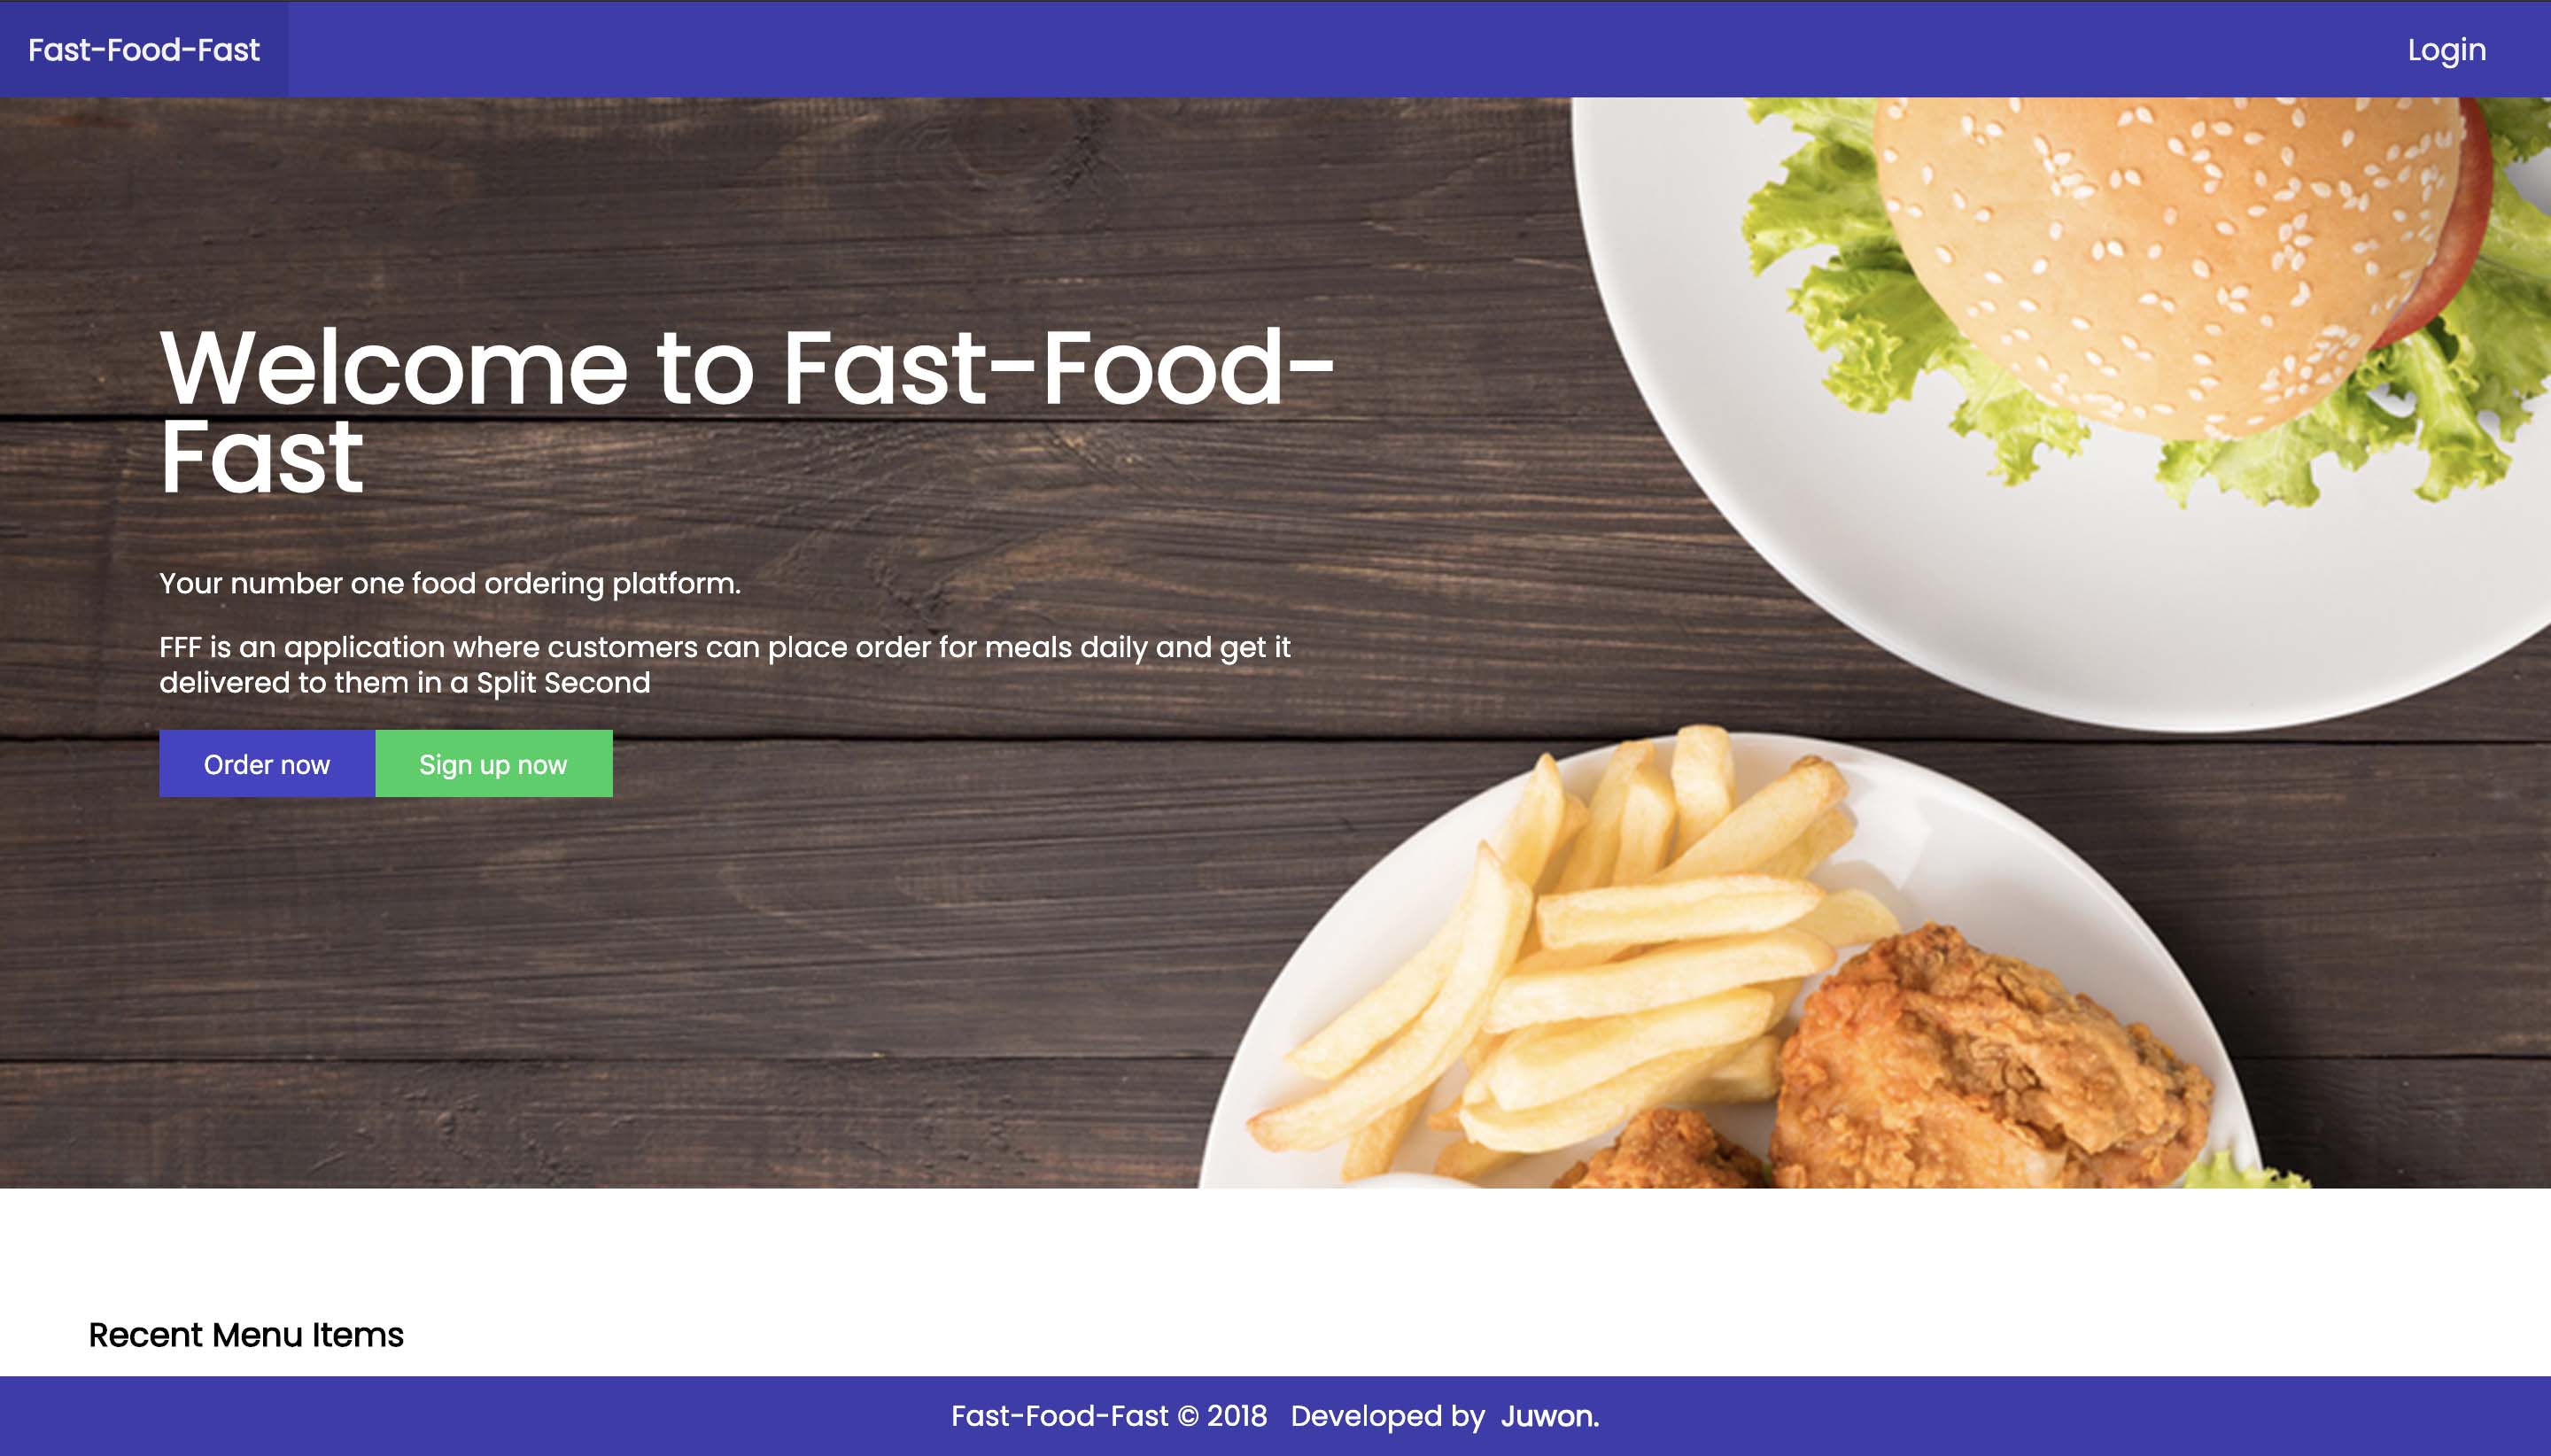 Fast-Food-Fast
Login
Welcome to Fast-Food-
Fast
Your number one food ordering platform.
FFF is an application where customers can place order for meals daily and get it
delivered to them in a Split Second
Order now
Sign up now
Recent Menu Items
Fast-Food-Fast © 2018 Developed by Juwon.